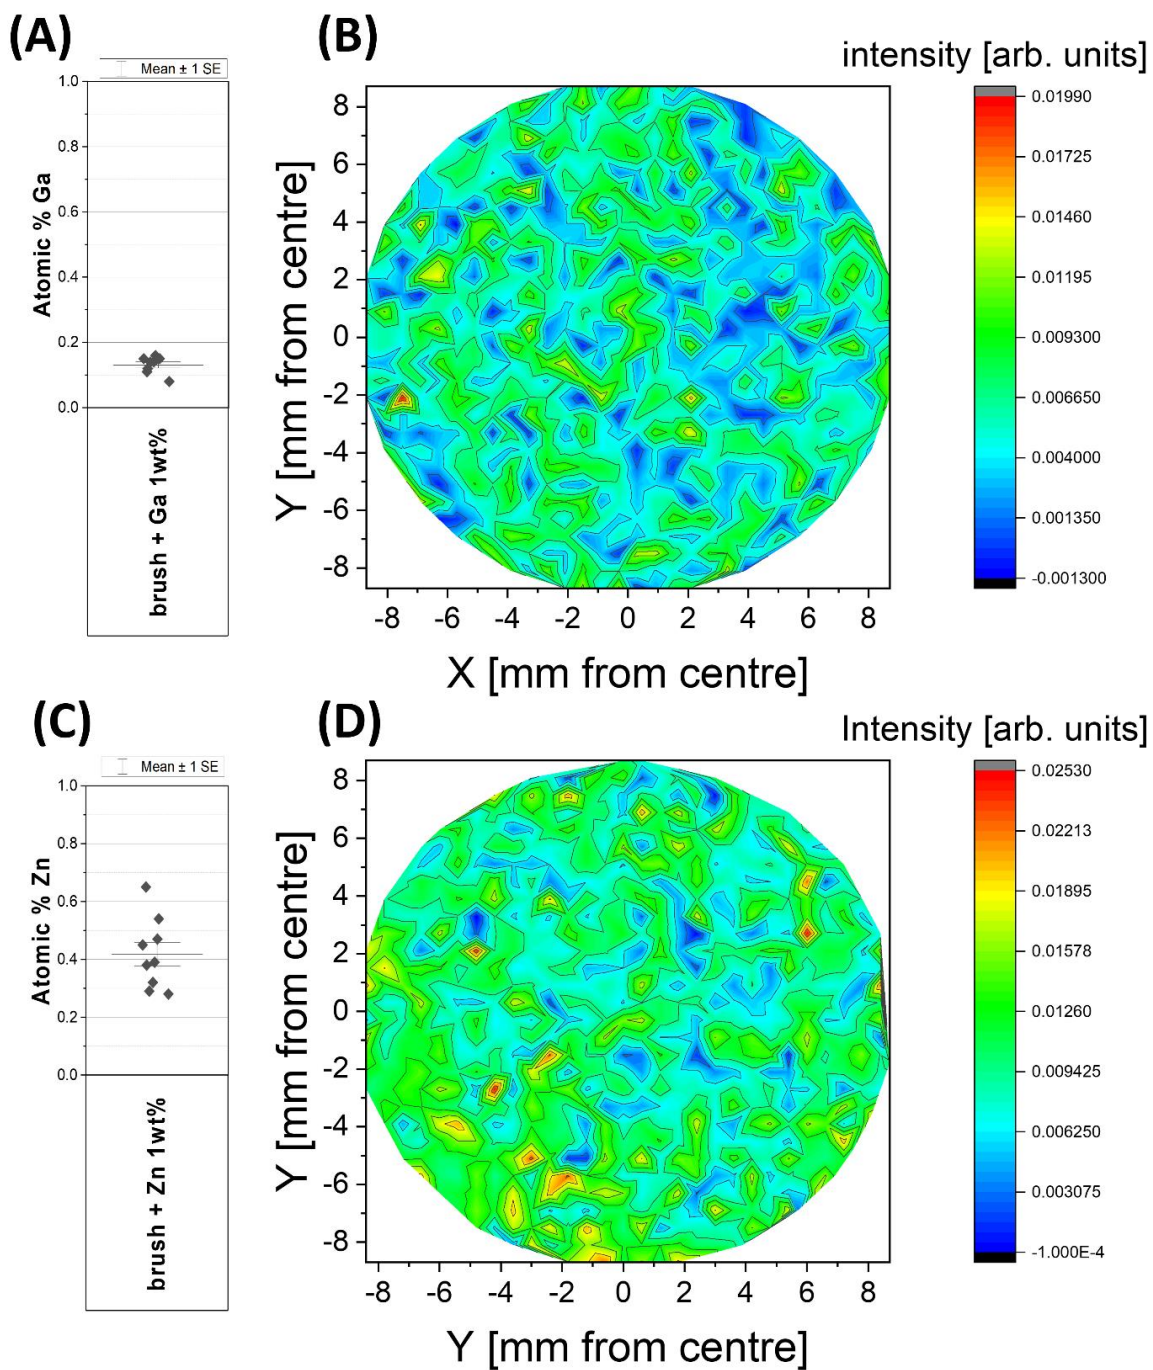 (A)
Mean ± 1 SE
1.0
0.8
0.6
0.4
0.2
0.0
Atomic % Ga
brush + Ga 1wt%
(B)
intensity [arb. units]
8
6
4
2
0
-2
-4
-6
-8
Y [mm from centre]
-8 -6 -4 -2 0 2 4 6 8
X [mm from centre]
0.01990
0.01725
0.01460
0.01195
0.009300
0.006650
0.004000
0.001350
-0.001300
(C)
Mean ± 1 SE
1.0
0.8
0.6
0.4
0.2
0.0
Atomic % Zn
brush + Zn 1wt%
(D)
Intensity [arb. units]
8
6
4
2
0
-2
-4
-6
-8
Y [mm from centre]
-8 -6 -4 -2 0 2 4 6 8
Y [mm from centre]
0.02530
0.02213
0.01895
0.01578
0.01260
0.009425
0.006250
0.003075
-1.000E-4